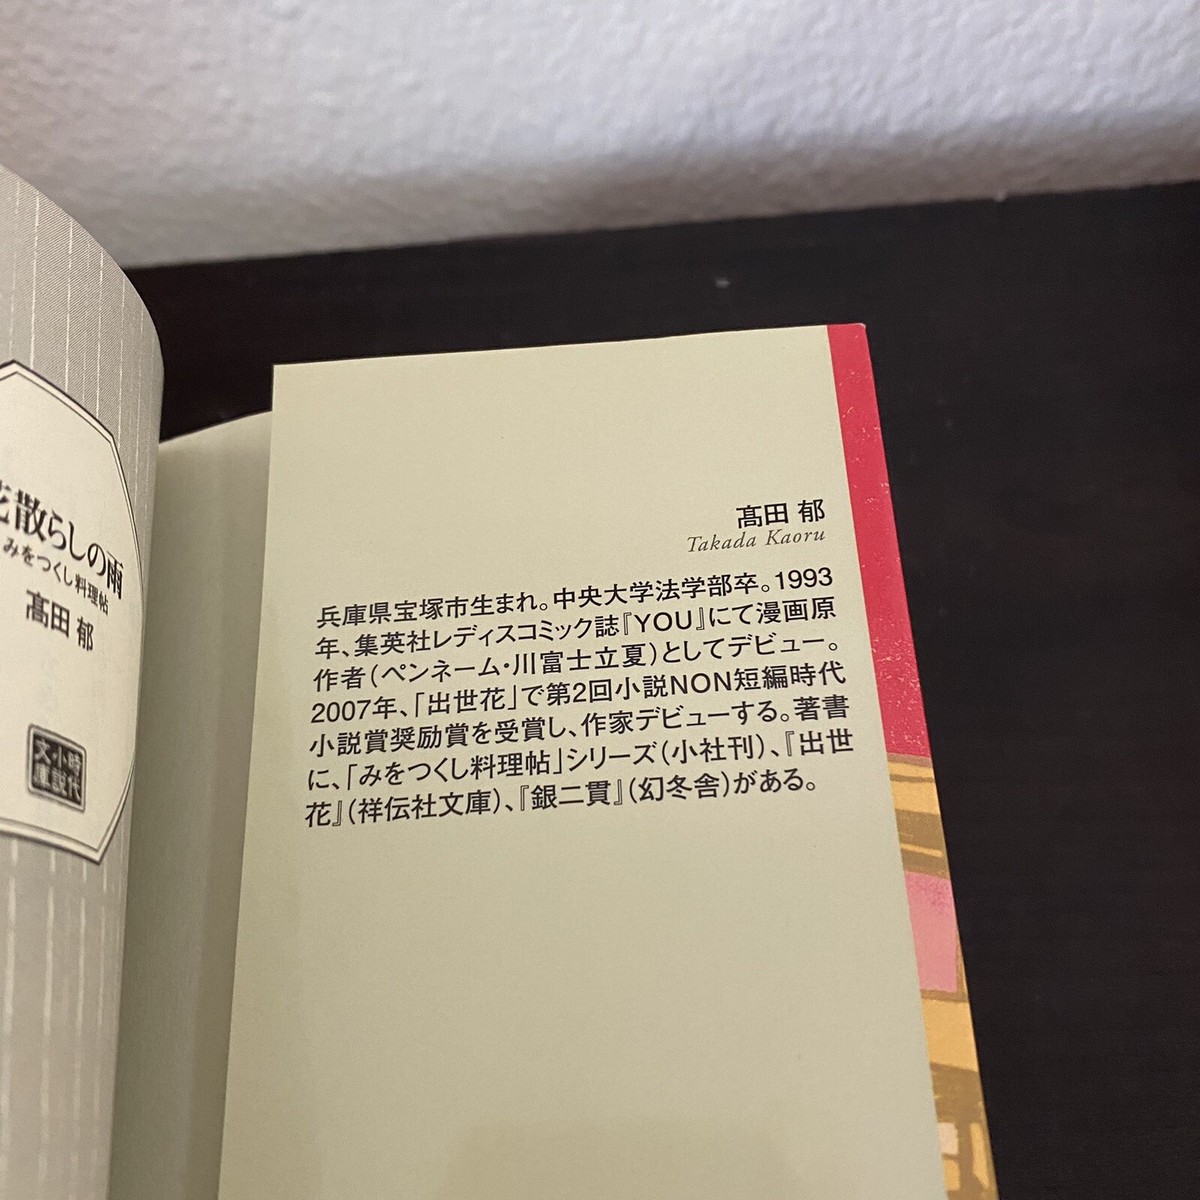 散らしの雨
みをつくし料理帖
髙田 郁
時代
小説
文庫
髙田 郁
Takada Kaoru
兵庫県宝塚市生まれ。中央大学法学部卒。1993
年、集英社レディスコミック誌『YOU』にて漫画原
作者(ペンネーム・川富士立夏)としてデビュー。
2007年、「出世花」で第2回小説NON短編時代
小説賞奨励賞を受賞し、作家デビューする。著書
に、「みをつくし料理帖」シリーズ(小社刊)、『出世
花』(祥伝社文庫)、『銀二貫』(幻冬舎)がある。